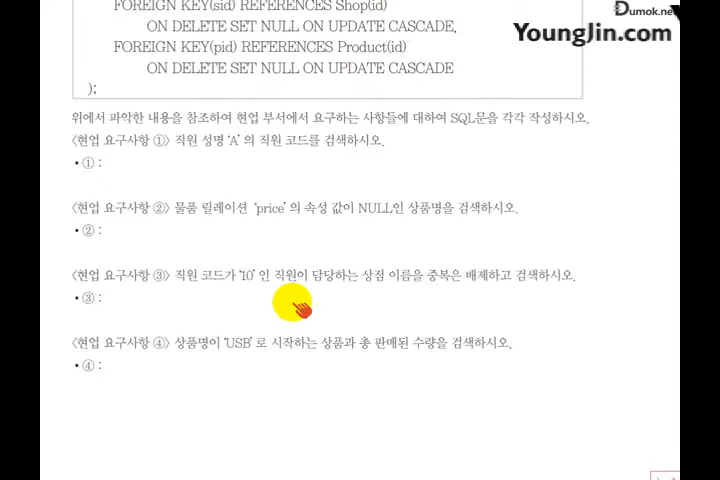 FOREIGN KEY(sid) REFERENCES Shop(id)
ON DELETE SET NULL ON UPDATE CASCADE,
FOREIGN KEY(pid) REFERENCES Product(id)
ON DELETE SET NULL ON UPDATE CASCADE
);
Dumok.ne
YoungJin.com
위에서 파악한 내용을 참조하여 현업 부서에서 요구하는 사항들에 대하여 SQL문을 각각 작성하시오.
〈현업 요구사항 ①〉 직원 성명 ‘A’ 의 직원 코드를 검색하시오.
• ① :
〈현업 요구사항 ②〉 물품 릴레이션 ‘price’ 의 속성 값이 NULL인 상품명을 검색하시오.
• ② :
〈현업 요구사항 ③〉 직원 코드가 ‘10’ 인 직원이 담당하는 상점 이름을 중복은 배제하고 검색하시오.
• ③ :
〈현업 요구사항 ④〉 상품명이 ‘USB’ 로 시작하는 상품과 총 판매된 수량을 검색하시오.
• ④ :